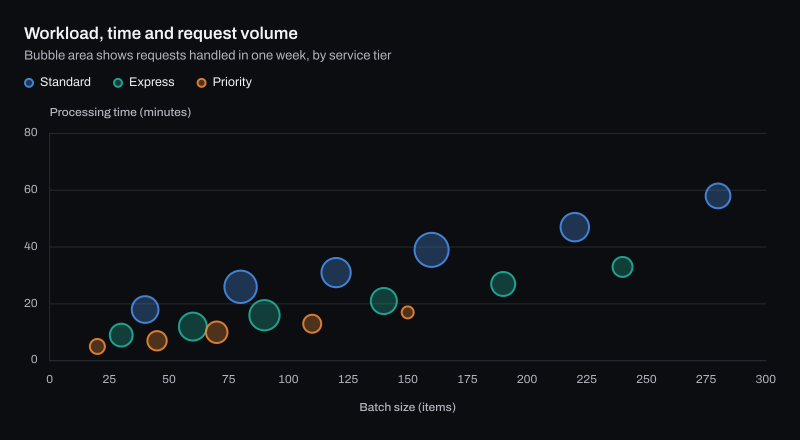 Workload, time and request volume
Bubble area shows requests handled in one week, by service tier
Standard Express Priority
Processing time (minutes)
80
60
40
20
0
0 25 50 75 100 125 150 175 200 225 250 275 300
Batch size (items)